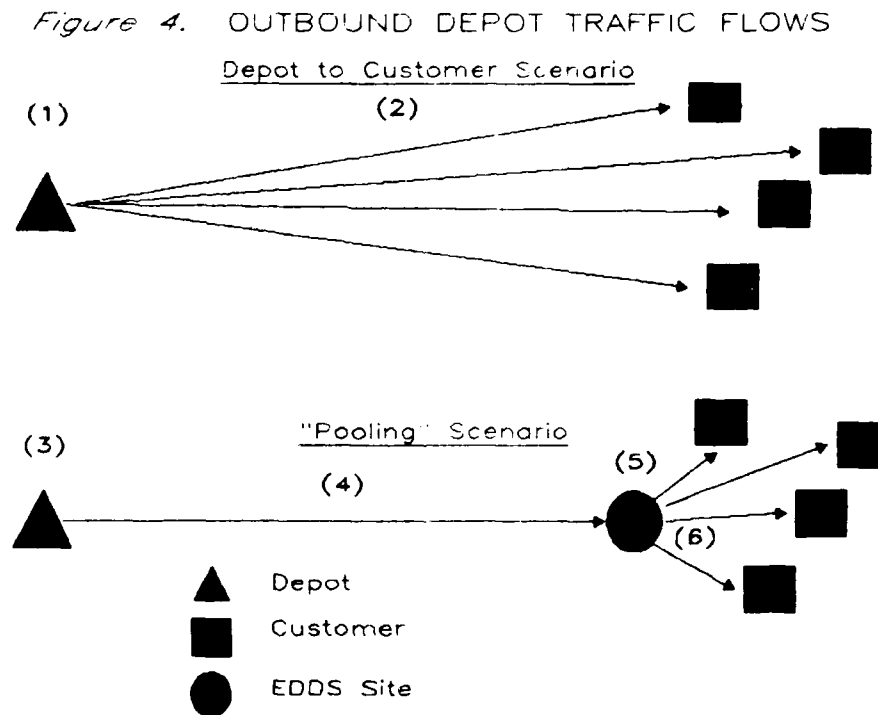 Figure 4. OUTBOUND DEPOT TRAFFIC FLOWS
Depot to Customer Scenario
(1)
(2)
"Pooling" Scenario
(3)
(4)
(5)
(6)
Depot
Customer
EDDS Site